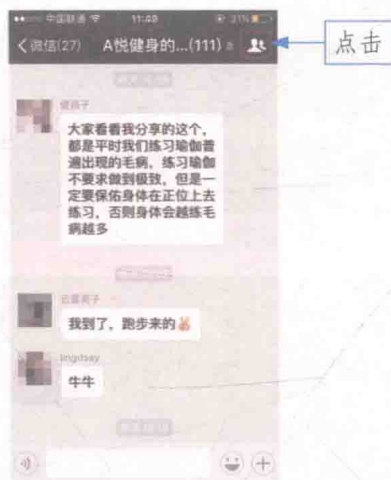 中国联通 11:49 31%
微信(27) A悦健身的...(111)
点击
大家看看我分享的这个，
都是平时我们练习瑜伽普
遍出现的毛病，练习瑜伽
不要求做到极致，但是一
定要保佑身体在正位上去
练习，否则身体会越练毛
病越多
我到了，跑步来的
lingdsay
牛牛